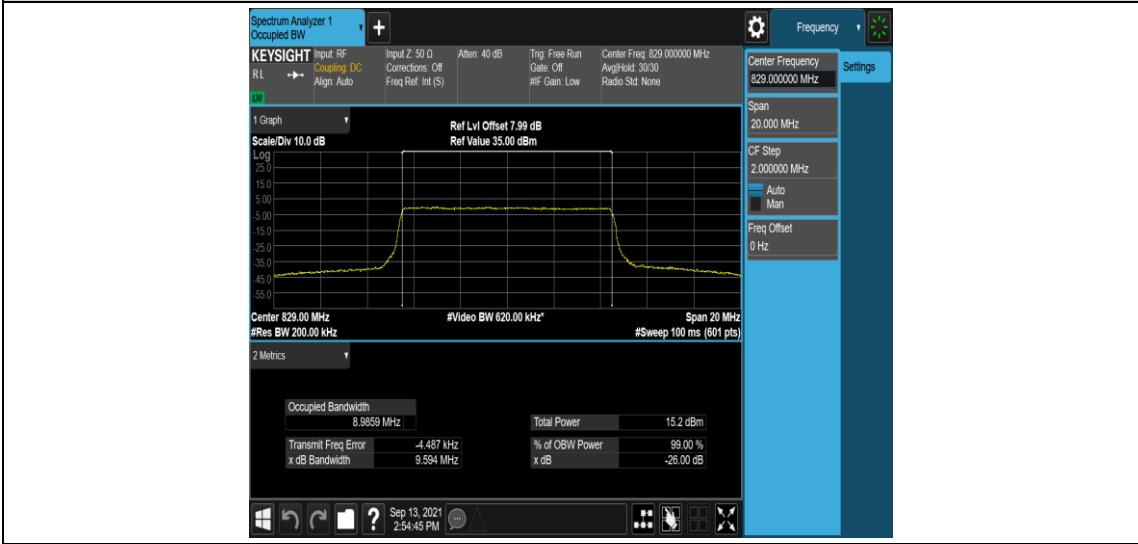 Spectrum Analyzer 1
Occupied BW
+
Frequency
KEYSIGHT
RL
LM
Input: RF
Coupling: DC
Align: Auto
Input Z: 50 Ω
Corrections: Off
Freq Ref: Int (S)
Atten: 40 dB
Trig: Free Run
Gate: Off
#IF Gain: Low
Center Freq: 829.000000 MHz
Avg|Hold: 30/30
Radio Std: None
Center Frequency
829.000000 MHz
Settings
Span
20.000 MHz
CF Step
2.000000 MHz
Auto
Man
Freq Offset
0 Hz
1 Graph
Scale/Div 10.0 dB
Ref Lvl Offset 7.99 dB
Ref Value 35.00 dBm
Log
25.0
15.0
5.00
-5.00
-15.0
-25.0
-35.0
-45.0
-55.0
Center 829.00 MHz
#Res BW 200.00 kHz
#Video BW 620.00 kHz*
Span 20 MHz
#Sweep 100 ms (601 pts)
2 Metrics
Occupied Bandwidth
8.9859 MHz
Total Power 15.2 dBm
Transmit Freq Error -4.487 kHz
% of OBW Power 99.00 %
x dB Bandwidth 9.594 MHz
x dB -26.00 dB
?
Sep 13, 2021
2:54:45 PM